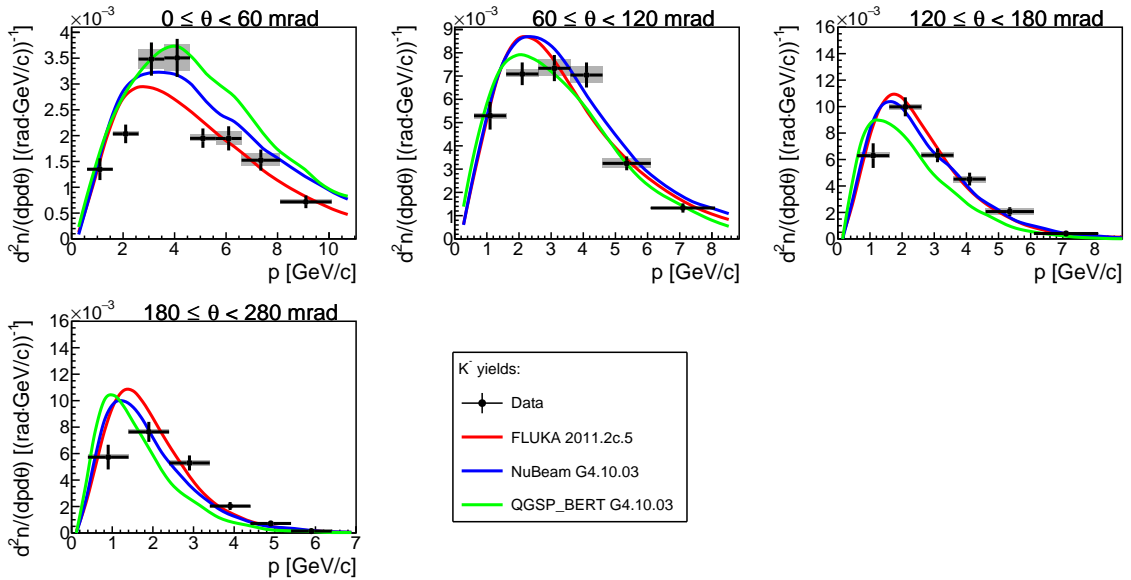 ×10⁻³
0 ≤ θ < 60 mrad
d²n/(dpdθ) [(rad·GeV/c))⁻¹]
4
3.5
3
2.5
2
1.5
1
0.5
0
0 2 4 6 8 10
p [GeV/c]
×10⁻³
60 ≤ θ < 120 mrad
d²n/(dpdθ) [(rad·GeV/c))⁻¹]
9
8
7
6
5
4
3
2
1
0
0 1 2 3 4 5 6 7 8
p [GeV/c]
×10⁻³
120 ≤ θ < 180 mrad
d²n/(dpdθ) [(rad·GeV/c))⁻¹]
16
14
12
10
8
6
4
2
0
0 1 2 3 4 5 6 7 8
p [GeV/c]
×10⁻³
180 ≤ θ < 280 mrad
d²n/(dpdθ) [(rad·GeV/c))⁻¹]
16
14
12
10
8
6
4
2
0
0 1 2 3 4 5 6 7
p [GeV/c]
K⁻ yields:
Data
FLUKA 2011.2c.5
NuBeam G4.10.03
QGSP_BERT G4.10.03